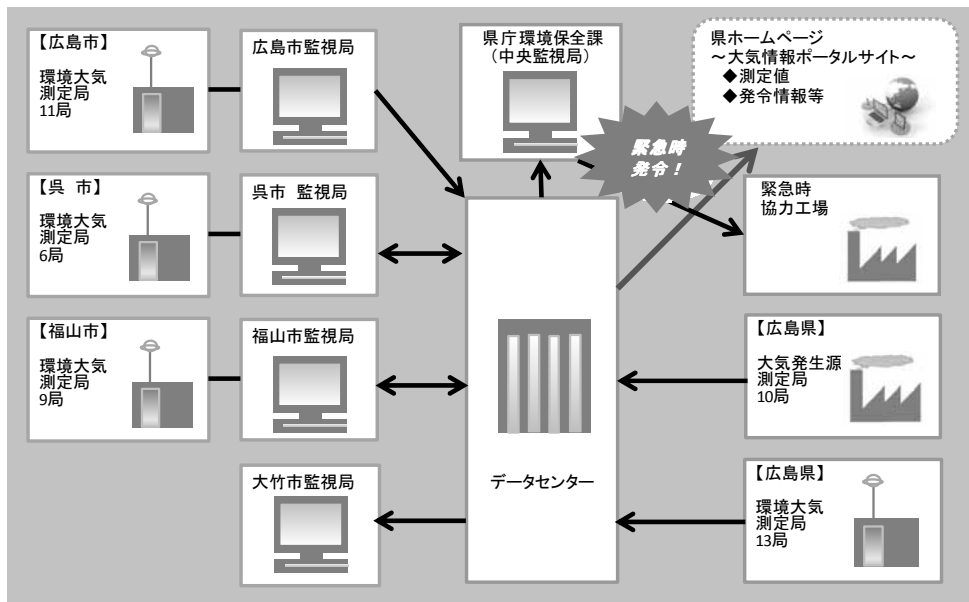 【広島市】
環境大気
測定局
11局
広島市監視局
県庁環境保全課
(中央監視局)
県ホームページ
～大気情報ポータルサイト～
◆測定値
◆発令情報等
緊急時
発令！
【呉 市】
環境大気
測定局
6局
呉市 監視局
緊急時
協力工場
【福山市】
環境大気
測定局
9局
福山市監視局
【広島県】
大気発生源
測定局
10局
大竹市監視局
データセンター
【広島県】
環境大気
測定局
13局